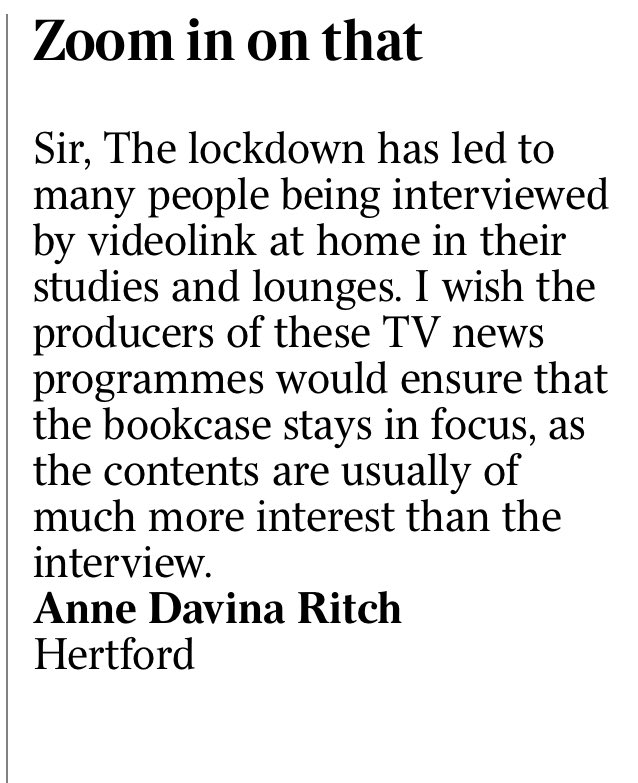 Zoom in on that
Sir, The lockdown has led to
many people being interviewed
by videolink at home in their
studies and lounges. I wish the
producers of these TV news
programmes would ensure that
the bookcase stays in focus, as
the contents are usually of
much more interest than the
interview.
Anne Davina Ritch
Hertford